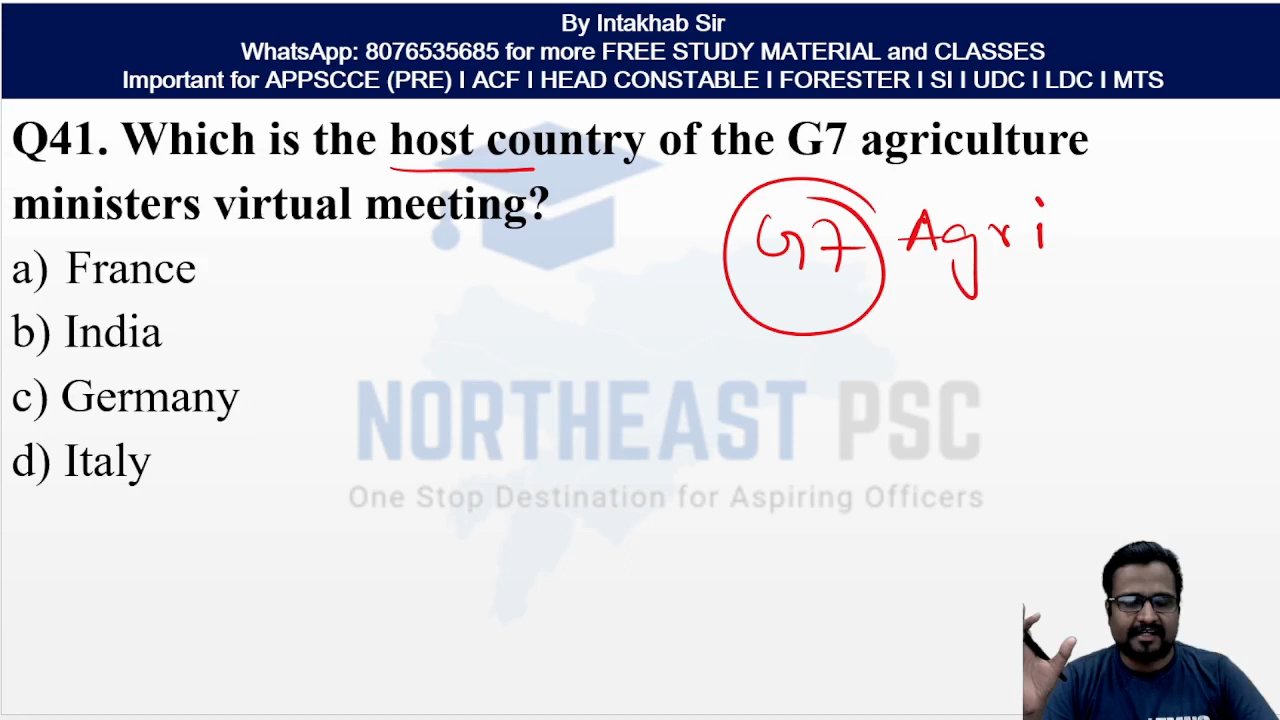 By Intakhab Sir
WhatsApp: 8076535685 for more FREE STUDY MATERIAL and CLASSES
Important for APPSCCE (PRE) I ACF I HEAD CONSTABLE I FORESTER I SI I UDC I LDC I MTS
Q41. Which is the host country of the G7 agriculture
ministers virtual meeting?
G7 Agri
a) France
b) India
c) Germany
d) Italy
NORTHEAST PSC
One Stop Destination for Aspiring Officers